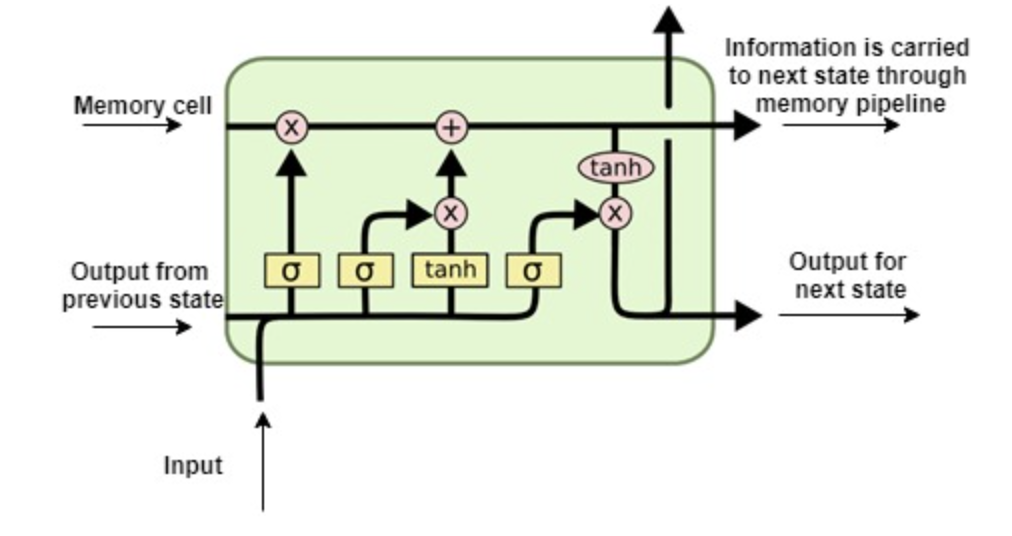 Information is carried
to next state through
memory pipeline
Memory cell
x
+
tanh
x
x
Output from
previous state
σ
σ
tanh
σ
Output for
next state
Input